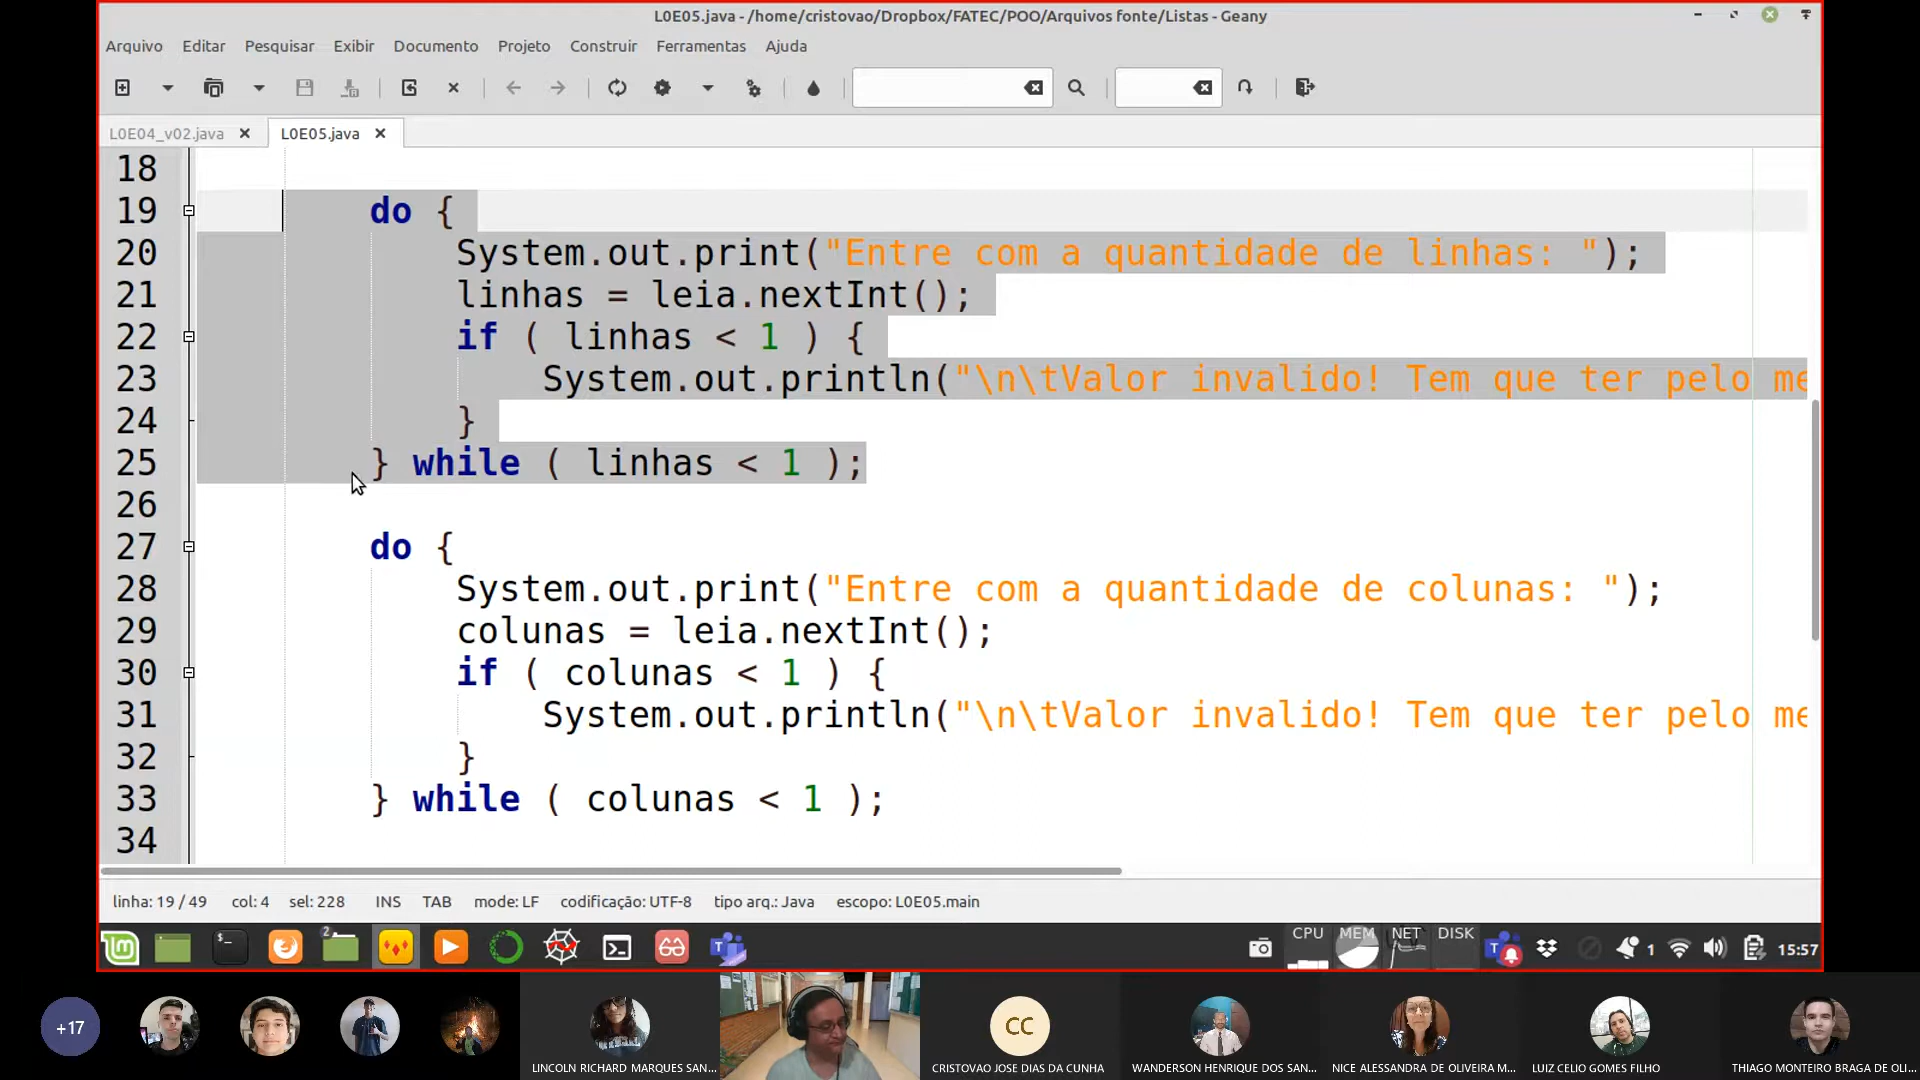 L0E05.java - /home/cristovao/Dropbox/FATEC/POO/Arquivos fonte/Listas - Geany
Arquivo Editar Pesquisar Exibir Documento Projeto Construir Ferramentas Ajuda
L0E04_v02.java L0E05.java
18
19 do {
20 System.out.print("Entre com a quantidade de linhas: ");
21 linhas = leia.nextInt();
22 if ( linhas < 1 ) {
23 System.out.println("\n\tValor invalido! Tem que ter pelo me
24 }
25 } while ( linhas < 1 );
26
27 do {
28 System.out.print("Entre com a quantidade de colunas: ");
29 colunas = leia.nextInt();
30 if ( colunas < 1 ) {
31 System.out.println("\n\tValor invalido! Tem que ter pelo me
32 }
33 } while ( colunas < 1 );
34
linha: 19 / 49 col: 4 sel: 228 INS TAB mode: LF codificação: UTF-8 tipo arq.: Java escopo: L0E05.main
2 CPU MEM NET DISK 1 15:57
+17 CC
LINCOLN RICHARD MARQUES SAN... CRISTOVAO JOSE DIAS DA CUNHA WANDERSON HENRIQUE DOS SAN... NICE ALESSANDRA DE OLIVEIRA M... LUIZ CELIO GOMES FILHO THIAGO MONTEIRO BRAGA DE OLI...